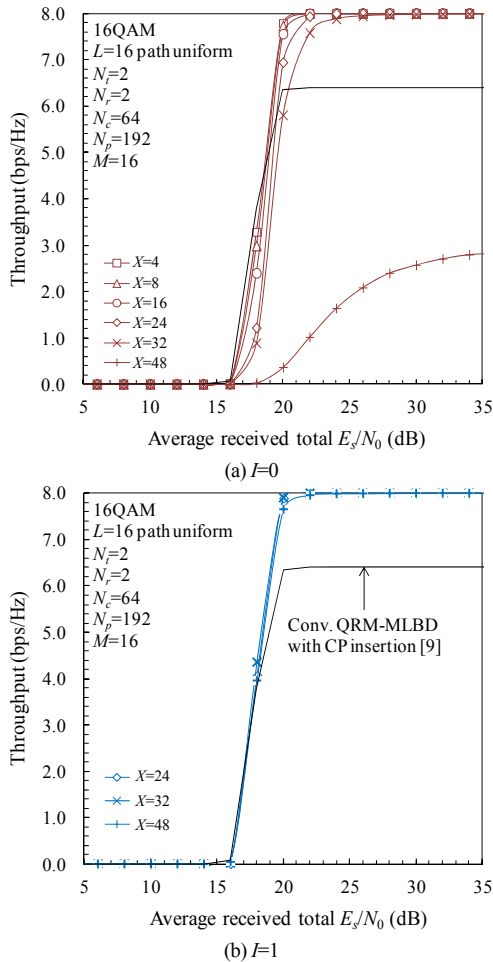 8.0
7.0
6.0
5.0
4.0
3.0
2.0
1.0
0.0
Throughput (bps/Hz)
16QAM
L=16 path uniform
Nt=2
Nr=2
Nc=64
Np=192
M=16
X=4
X=8
X=16
X=24
X=32
X=48
5 10 15 20 25 30 35
Average received total Es/N0 (dB)
(a) I=0
8.0
7.0
6.0
5.0
4.0
3.0
2.0
1.0
0.0
Throughput (bps/Hz)
16QAM
L=16 path uniform
Nt=2
Nr=2
Nc=64
Np=192
M=16
Conv. QRM-MLBD
with CP insertion [9]
X=24
X=32
X=48
5 10 15 20 25 30 35
Average received total Es/N0 (dB)
(b) I=1